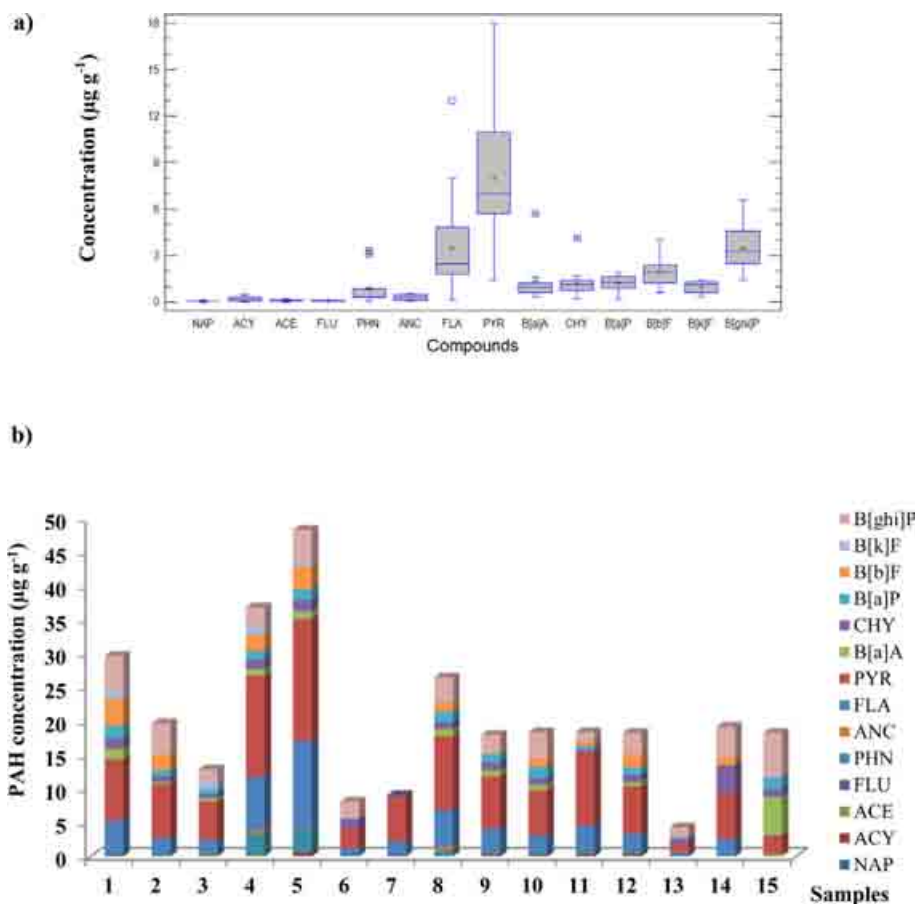 a)
Concentration (µg g⁻¹)
18
15
12
9
6
3
0
NAP ACY ACE FLU PHN ANC FLA PYR B[a]A CHY B[a]P B[b]F B[k]F B[ghi]P
Compounds
b)
PAH concentration (µg g⁻¹)
50
45
40
35
30
25
20
15
10
5
0
1 2 3 4 5 6 7 8 9 10 11 12 13 14 15
Samples
B[ghi]P
B[k]F
B[b]F
B[a]P
CHY
B[a]A
PYR
FLA
ANC
PHN
FLU
ACE
ACY
NAP